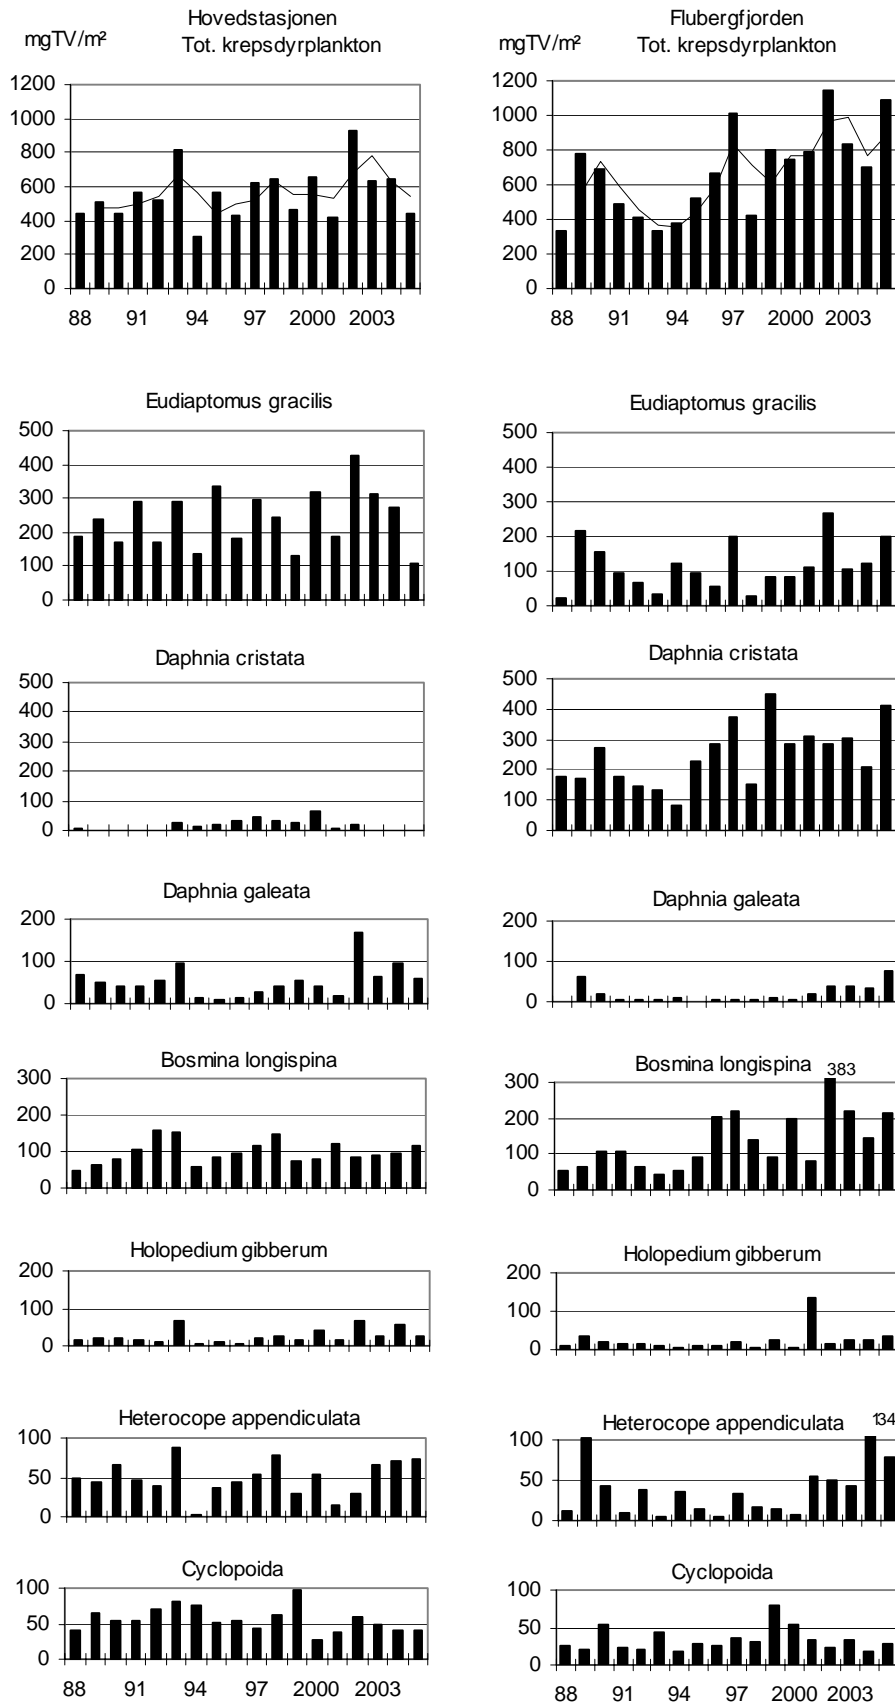 Hovedstasjonen
mgTV/m²
Tot. krepsdyrplankton
1200
1000
800
600
400
200
0
88 91 94 97 2000 2003
Eudiaptomus gracilis
500
400
300
200
100
0
Daphnia cristata
500
400
300
200
100
0
Daphnia galeata
200
100
0
Bosmina longispina
300
200
100
0
Holopedium gibberum
200
100
0
Heterocope appendiculata
100
50
0
Cyclopoida
100
50
0
88 91 94 97 2000 2003
Flubergfjorden
mgTV/m²
Tot. krepsdyrplankton
1200
1000
800
600
400
200
0
88 91 94 97 2000 2003
Eudiaptomus gracilis
500
400
300
200
100
0
Daphnia cristata
500
400
300
200
100
0
Daphnia galeata
200
100
0
Bosmina longispina 383
300
200
100
0
Holopedium gibberum
200
100
0
Heterocope appendiculata 134
100
50
0
Cyclopoida
100
50
0
88 91 94 97 2000 2003